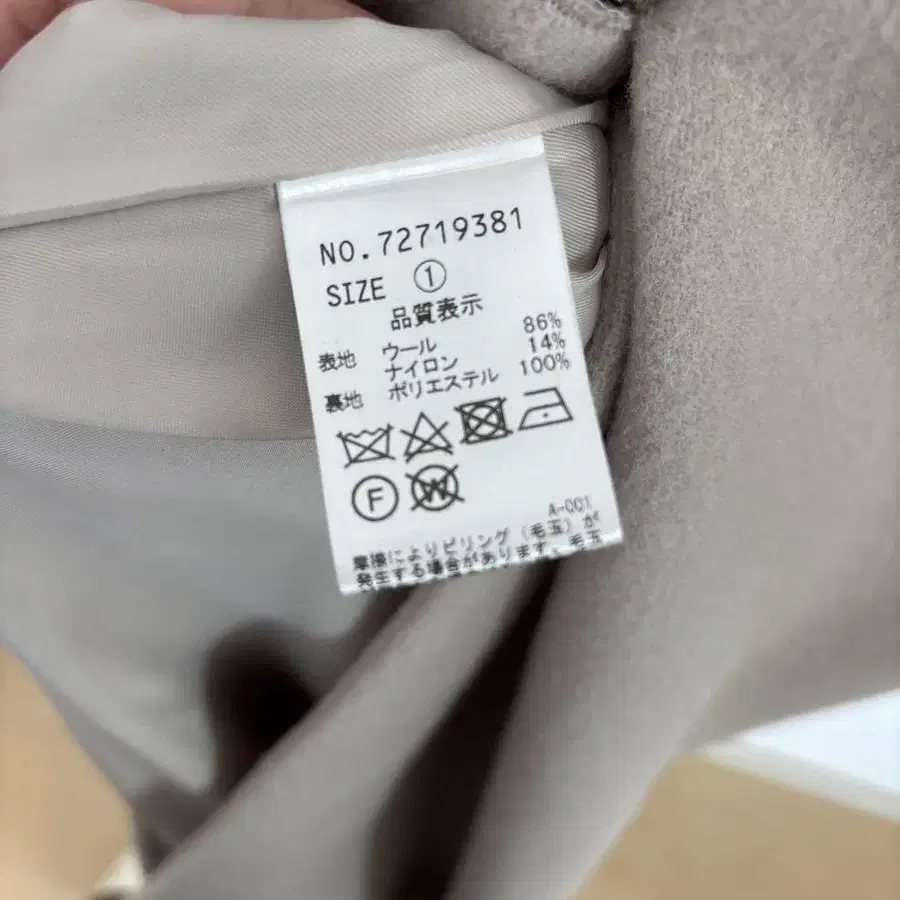 NO.72719381
SIZE ①
品質表示
表地 ウール 86%
ナイロン 14%
裏地 ポリエステル 100%
F W
A-001
摩擦によりピリング（毛玉）が
発生する場合があります。毛玉